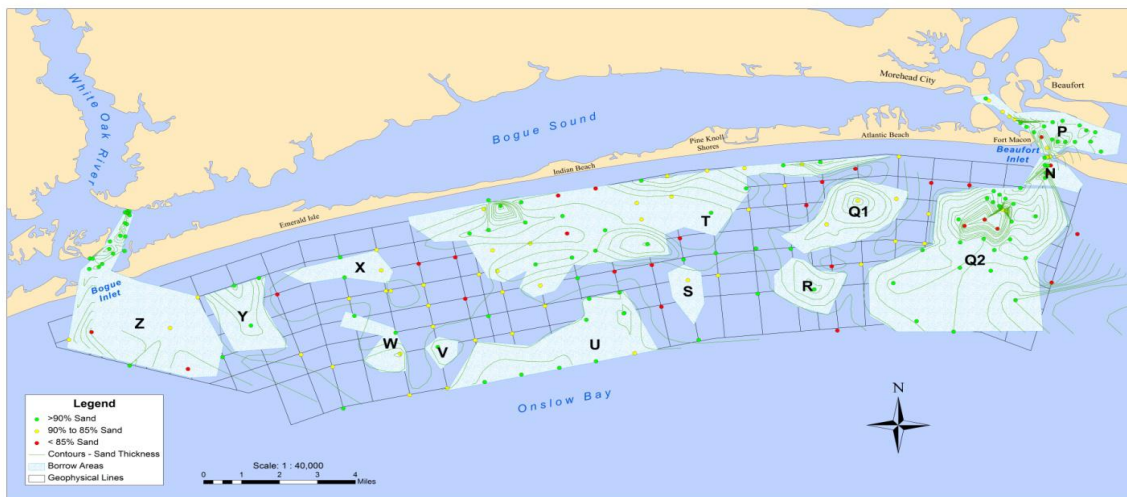 Morehead City
Beaufort
White Oak River
Bogue Sound
P
Pine Knoll
Shores
Atlantic Beach
Fort Macon
Beaufort
Inlet
Indian Beach
N
Emerald Isle
Q1
T
X
Q2
Bogue
Inlet
R
S
Y
Z
W
V
U
Onslow Bay
N
Legend
>90% Sand
90% to 85% Sand
< 85% Sand
Contours - Sand Thickness
Borrow Areas
Geophysical Lines
Scale: 1 : 40,000
0 1 2 3 4
Miles